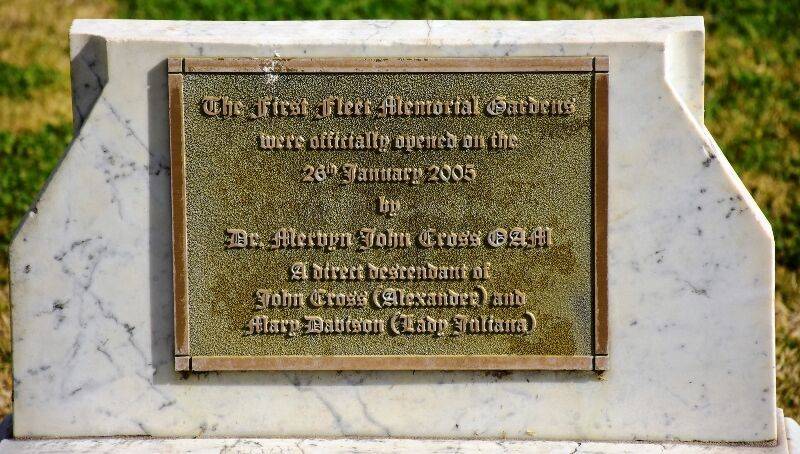 The First Fleet Memorial Gardens
were officially opened on the
26th January 2005
by
Dr. Mervyn John Cross OAM
A direct descendant of
John Cross (Alexander) and
Mary Davison (Lady Juliana)